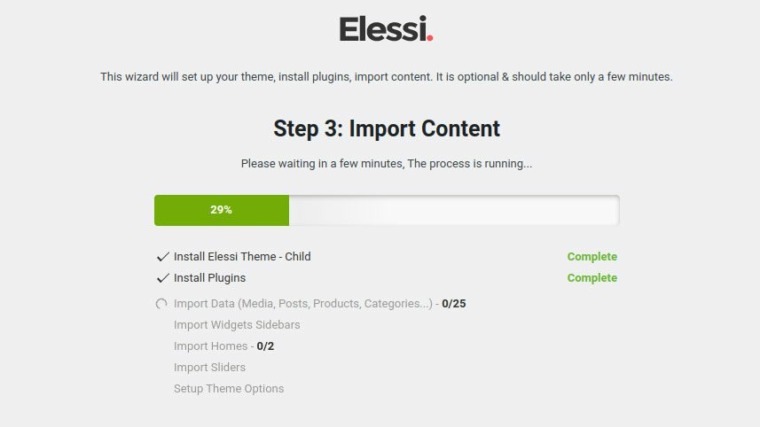 Elessi.
This wizard will set up your theme, install plugins, import content. It is optional & should take only a few minutes.
Step 3: Import Content
Please waiting in a few minutes, The process is running...
29%
Install Elessi Theme - Child Complete
Install Plugins Complete
Import Data (Media, Posts, Products, Categories...) - 0/25
Import Widgets Sidebars
Import Homes - 0/2
Import Sliders
Setup Theme Options